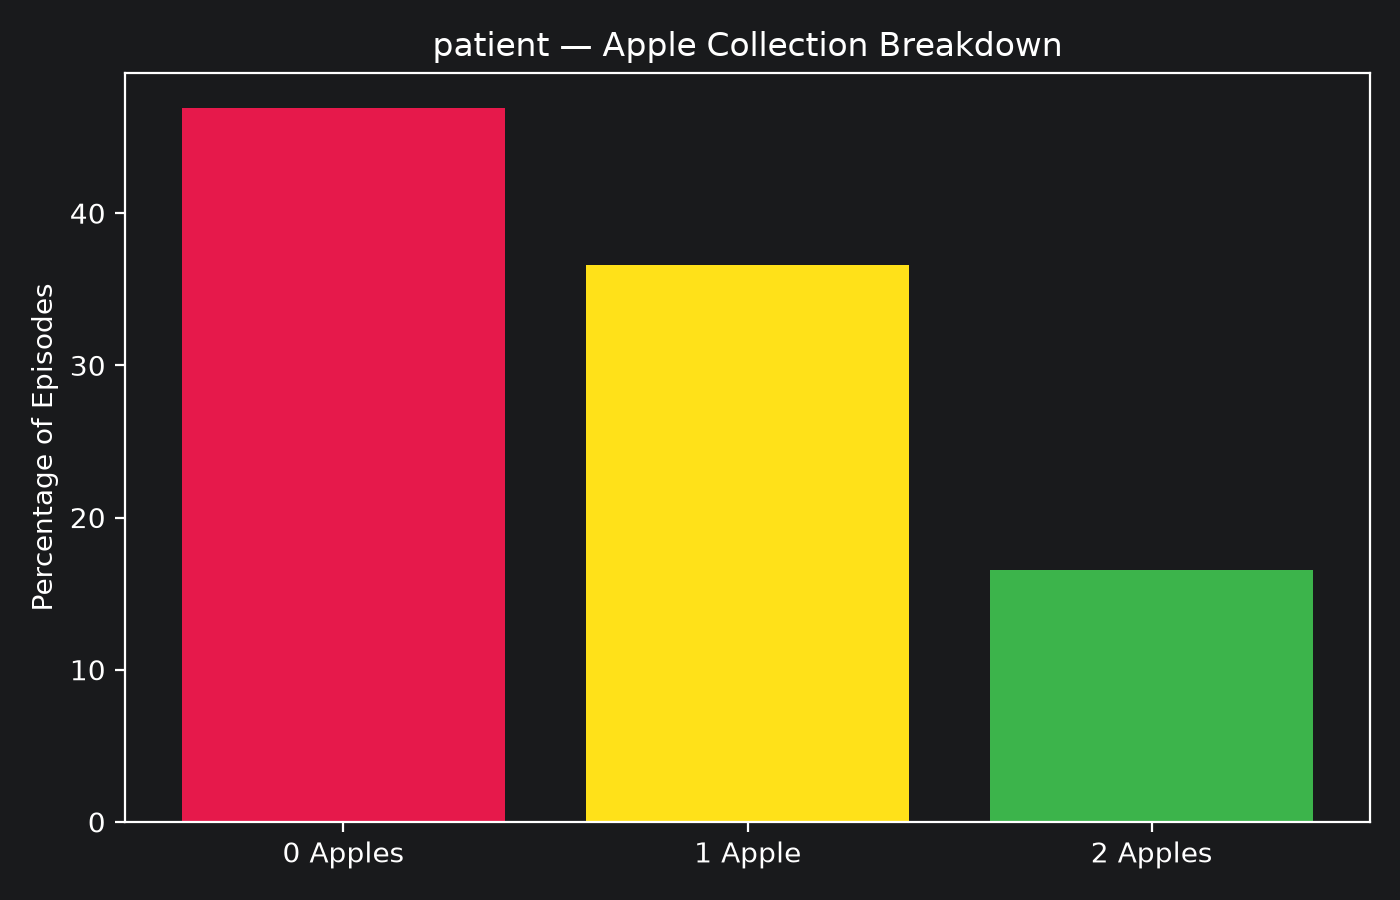 patient — Apple Collection Breakdown
Percentage of Episodes
40
30
20
10
0
0 Apples
1 Apple
2 Apples